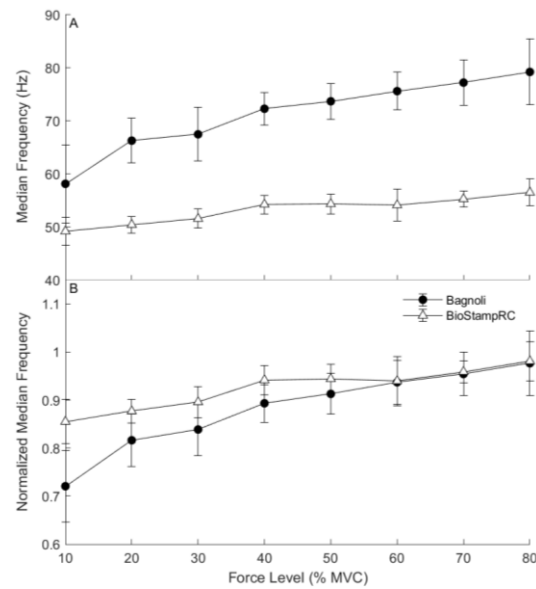 A
90
80
70
60
50
40
Median Frequency (Hz)
B
Bagnoli
BioStampRC
1.1
1
0.9
0.8
0.7
0.6
Normalized Median Frequency
10 20 30 40 50 60 70 80
Force Level (% MVC)